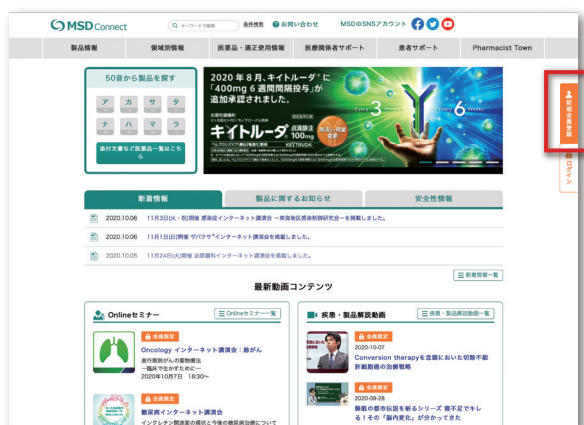 MSD Connect
キーワードで検索
条件検索
お問い合わせ
MSDのSNSアカウント
製品情報
領域別情報
医薬品・適正使用情報
医療関係者サポート
患者サポート
Pharmacist Town
50音から製品を探す
ア カ サ タ
ナ ハ マ ラ
添付文書など医薬品一覧はこちら
2020年8月、キイトルーダ®に
「400mg 6週間間隔
投与」が
追加承認されました。
キイトルーダ®点滴静注
100mg
KEYTRUDA
用法・用量
変更
Every 3 Weeks
Every 6 Weeks
新規会員登録
ログイン
新着情報
製品に関するお知らせ
安全性情報
2020.10.06 11月3日(火・祝)開催 感染症インターネット講演会 ー東海地区感染制御研究会ーを掲載しました。
2020.10.06 11月1日(日)開催 ザバクサ®インターネット講演会を掲載しました。
2020.10.05 11月24日(火)開催 泌尿器科インターネット講演会を掲載しました。
新着情報一覧
最新動画コンテンツ
Onlineセミナー
Onlineセミナー一覧
会員限定
Oncology インターネット講演会:肺がん
進行期肺がんの薬物療法
ー臨床で生かすためにー
2020年10月7日 18:30〜
会員限定
糖尿病インターネット講演会
インクレチン関連薬の現状と今後の糖尿病治療について
疾患・製品解説動画
疾患・製品解説動画一覧
会員限定
2020-10-07
Conversion therapyを念頭においた切除不能
肝細胞癌の治療戦略
会員限定
2020-09-28
睡眠の都市伝説を斬るシリーズ 寝不足でキレ
る!その「脳内変化」が分かってきた